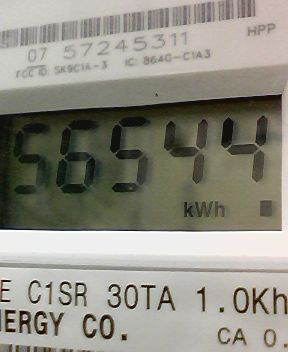 07 57245311 HPP
FCC ID: SK9C1A-3 IC: 864G-C1A3
56544
kWh
E C1SR 30TA 1.0Kh
NERGY CO.
CA 0.